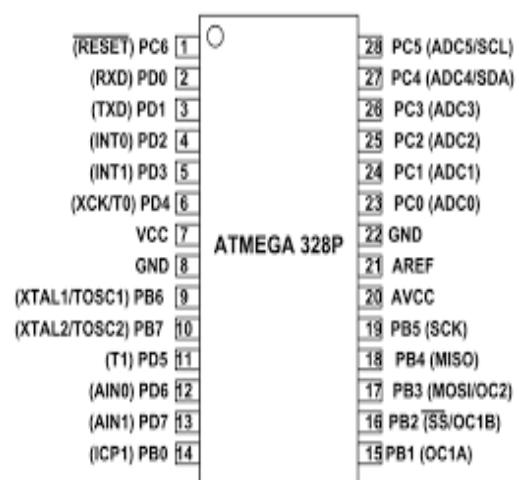 (RESET) PC6 1 28 PC5 (ADC5/SCL)
(RXD) PD0 2 27 PC4 (ADC4/SDA)
(TXD) PD1 3 26 PC3 (ADC3)
(INT0) PD2 4 25 PC2 (ADC2)
(INT1) PD3 5 24 PC1 (ADC1)
(XCK/T0) PD4 6 23 PC0 (ADC0)
VCC 7 22 GND
ATMEGA 328P
GND 8 21 AREF
(XTAL1/TOSC1) PB6 9 20 AVCC
(XTAL2/TOSC2) PB7 10 19 PB5 (SCK)
(T1) PD5 11 18 PB4 (MISO)
(AIN0) PD6 12 17 PB3 (MOSI/OC2)
(AIN1) PD7 13 16 PB2 (SS/OC1B)
(ICP1) PB0 14 15 PB1 (OC1A)